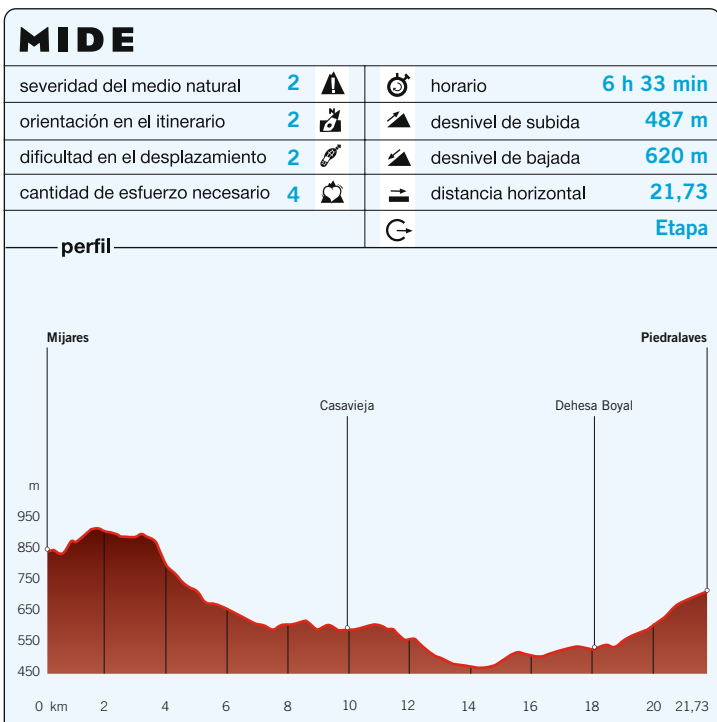 MIDE
severidad del medio natural 2
horario 6 h 33 min
orientación en el itinerario 2
N
desnivel de subida 487 m
dificultad en el desplazamiento 2
desnivel de bajada 620 m
cantidad de esfuerzo necesario 4
distancia horizontal 21,73
Etapa
perfil
Mijares
Piedralaves
Casavieja
Dehesa Boyal
m
950
850
750
650
550
450
0 km 2 4 6 8 10 12 14 16 18 20 21,73